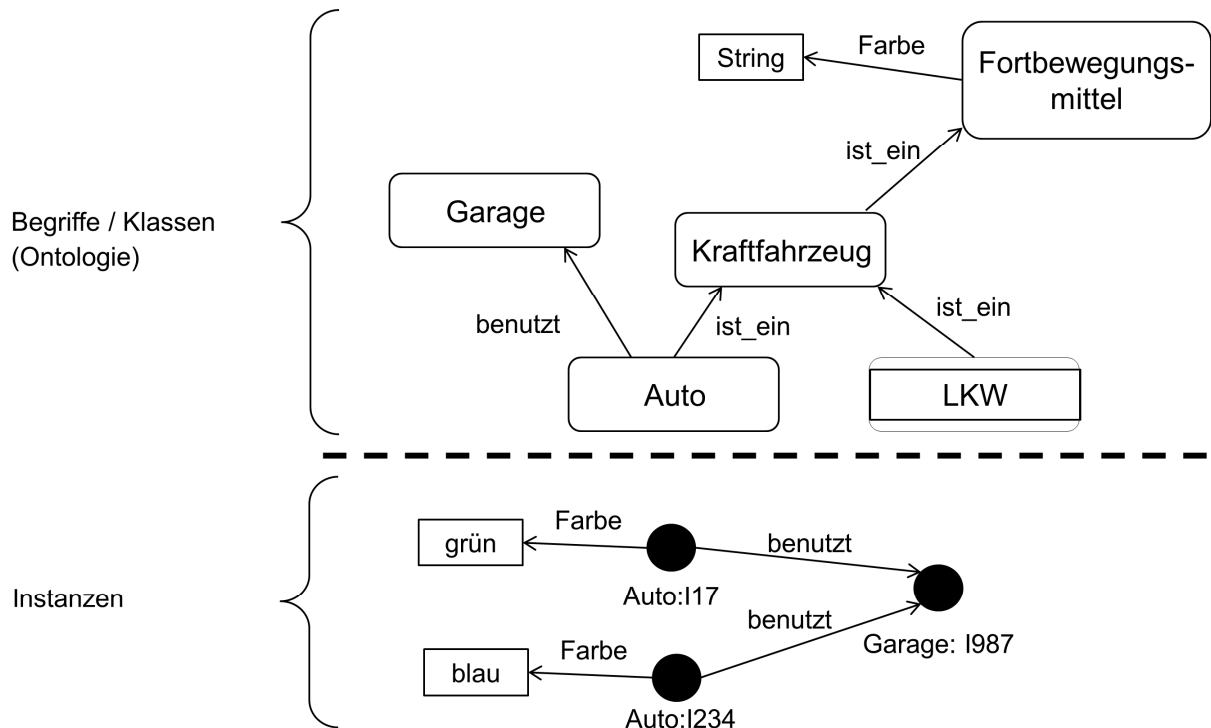 String
Farbe
Fortbewegungs-
mittel
ist_ein
Garage
Begriffe / Klassen
(Ontologie)
Kraftfahrzeug
benutzt
ist_ein
ist_ein
Auto
LKW
grün
Farbe
benutzt
Auto:I17
Instanzen
benutzt
Garage: I987
blau
Farbe
Auto:I234